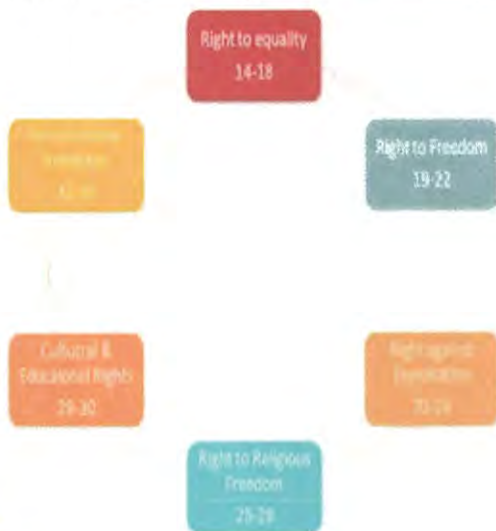 Right to equality
14-18
Right to Freedom
19-22
Right against
Exploitation
Right to Religious
Freedom
25-28
Cultural &
Educaional Rights
29-30